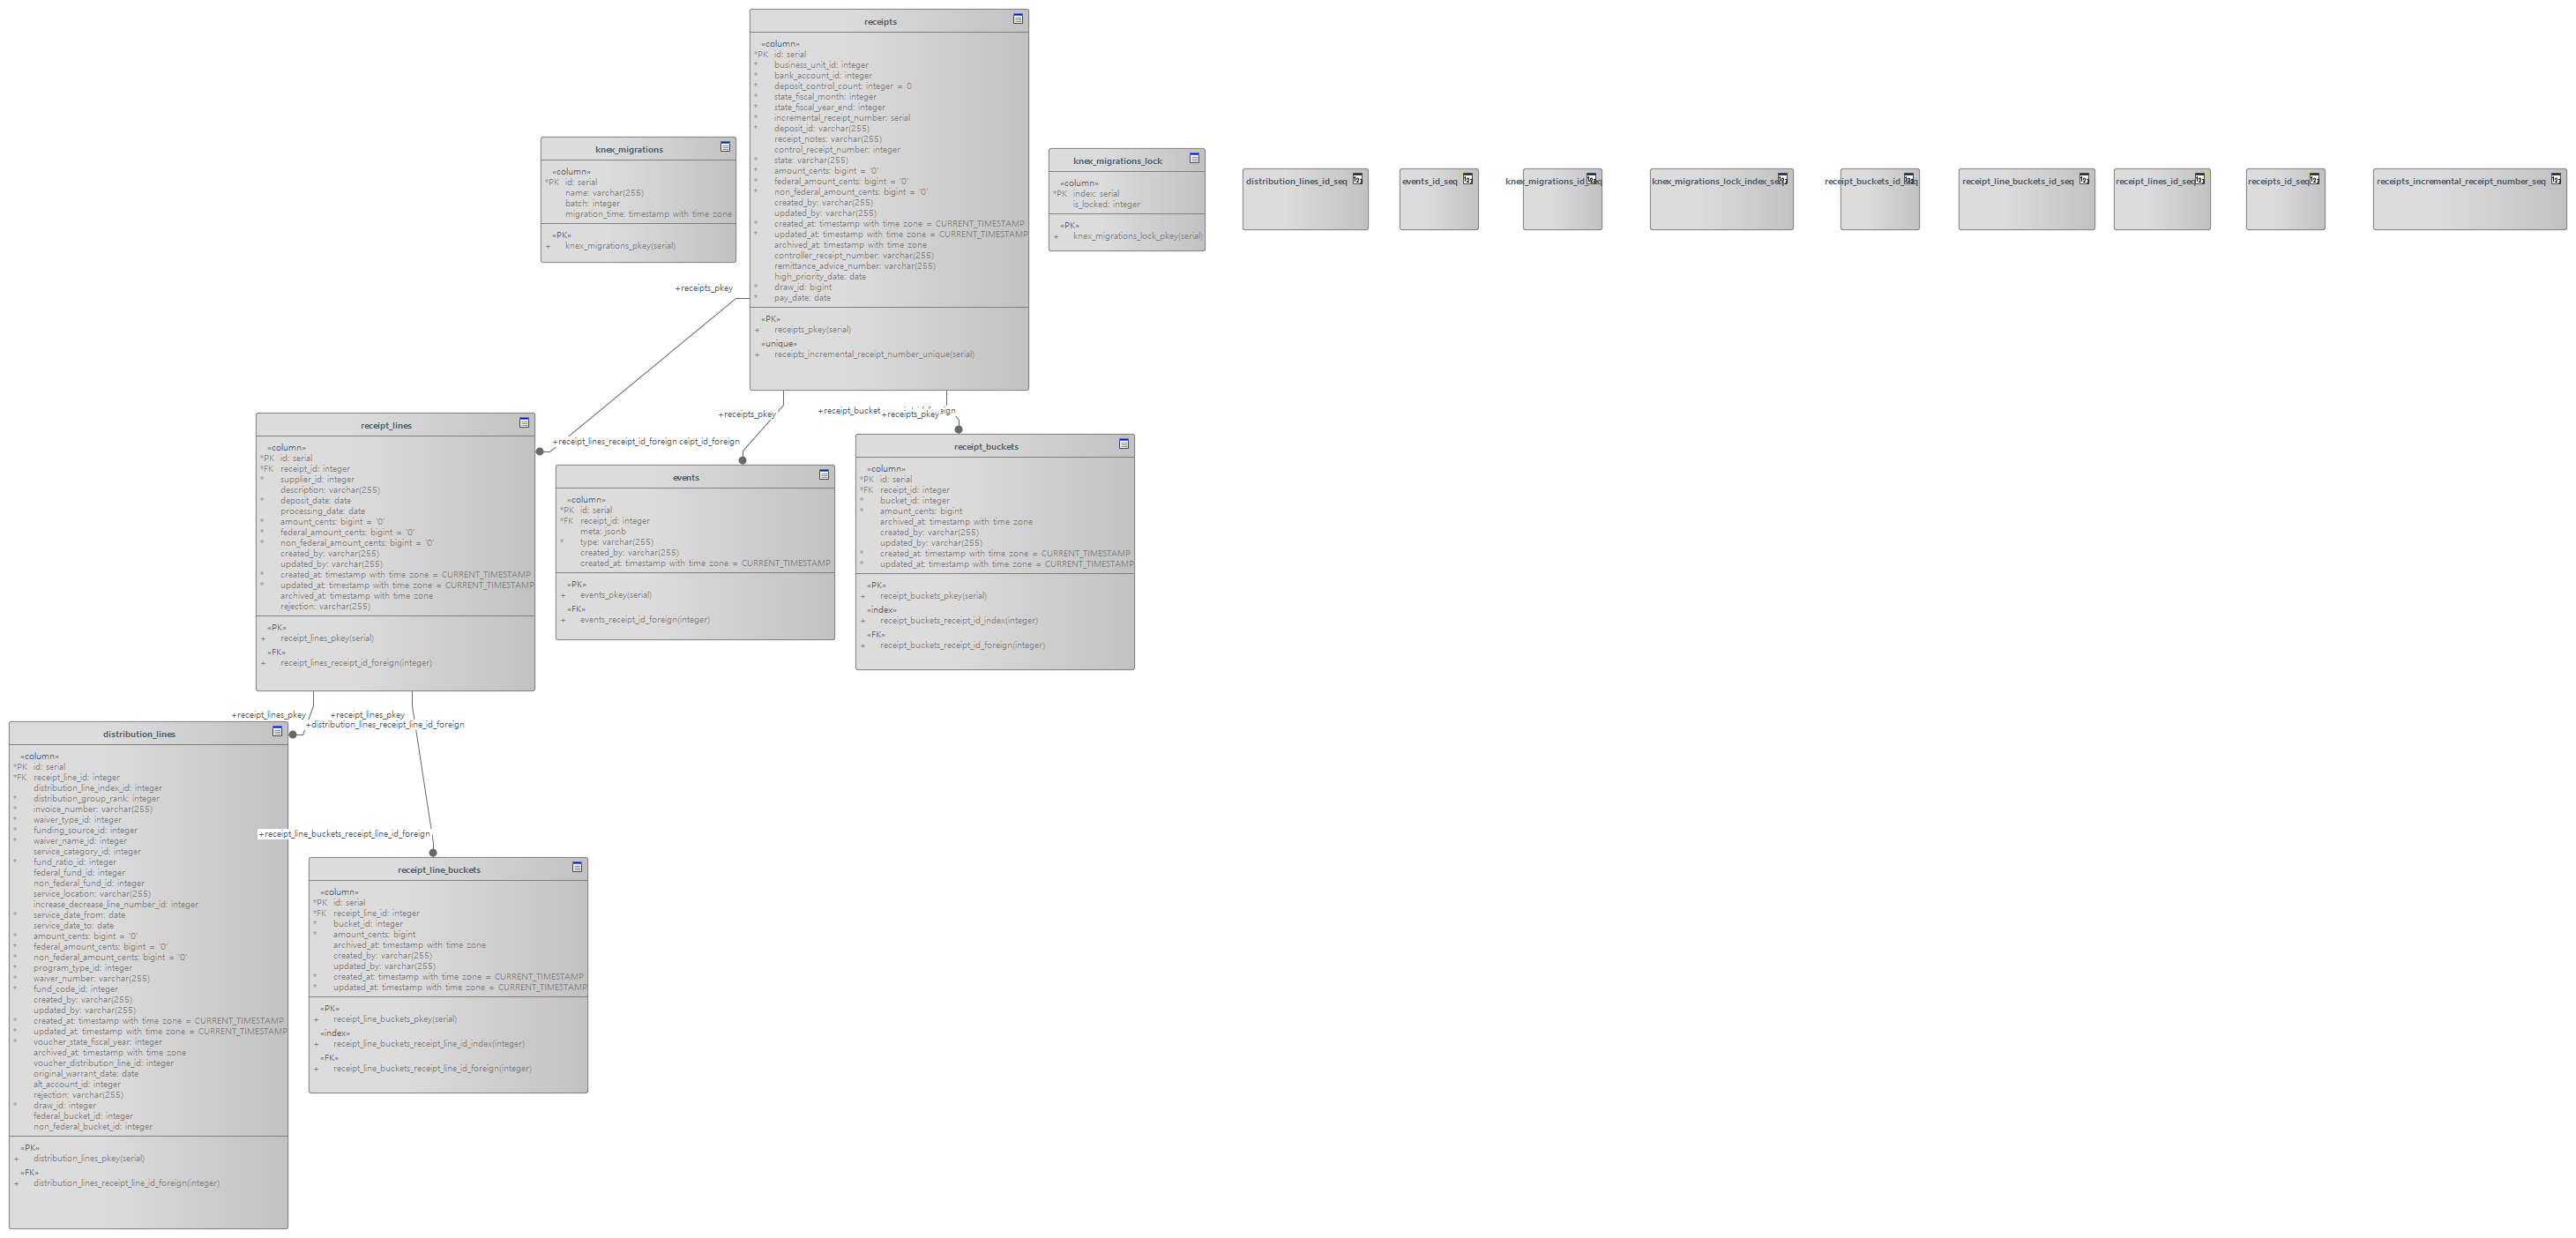 receipts
«column»
*PK id: serial
* business_unit_id: integer
* bank_account_id: integer
* deposit_control_count: integer = 0
* state_fiscal_month: integer
* state_fiscal_year_end: integer
* incremental_receipt_number: serial
* deposit_id: varchar(255)
receipt_notes: varchar(255)
control_receipt_number: integer
* state: varchar(255)
* amount_cents: bigint = '0'
* federal_amount_cents: bigint = '0'
* non_federal_amount_cents: bigint = '0'
created_by: varchar(255)
updated_by: varchar(255)
* created_at: timestamp with time zone = CURRENT_TIMESTAMP
* updated_at: timestamp with time zone = CURRENT_TIMESTAMP
archived_at: timestamp with time zone
controller_receipt_number: varchar(255)
remittance_advice_number: varchar(255)
high_priority_date: date
* draw_id: bigint
* pay_date: date
«PK»
+ receipts_pkey(serial)
«unique»
+ receipts_incremental_receipt_number_unique(serial)
knex_migrations
«column»
*PK id: serial
name: varchar(255)
batch: integer
migration_time: timestamp with time zone
«PK»
+ knex_migrations_pkey(serial)
knex_migrations_lock
«column»
*PK index: serial
is_locked: integer
«PK»
+ knex_migrations_lock_pkey(serial)
distribution_lines_id_seq
events_id_seq
knex_migrations_id_seq
knex_migrations_lock_index_seq
receipt_buckets_id_seq
receipt_line_buckets_id_seq
receipt_lines_id_seq
receipts_id_seq
receipts_incremental_receipt_number_seq
+receipts_pkey
+receipts_pkey
+receipt_bucket
+receipts_pkey
+receipt_lines_receipt_id_foreign
ceipt_id_foreign
receipt_lines
«column»
*PK id: serial
*FK receipt_id: integer
* supplier_id: integer
description: varchar(255)
* deposit_date: date
processing_date: date
* amount_cents: bigint = '0'
* federal_amount_cents: bigint = '0'
* non_federal_amount_cents: bigint = '0'
created_by: varchar(255)
updated_by: varchar(255)
* created_at: timestamp with time zone = CURRENT_TIMESTAMP
* updated_at: timestamp with time zone = CURRENT_TIMESTAMP
archived_at: timestamp with time zone
rejection: varchar(255)
«PK»
+ receipt_lines_pkey(serial)
«FK»
+ receipt_lines_receipt_id_foreign(integer)
events
«column»
*PK id: serial
*FK receipt_id: integer
meta: jsonb
* type: varchar(255)
created_by: varchar(255)
created_at: timestamp with time zone = CURRENT_TIMESTAMP
«PK»
+ events_pkey(serial)
«FK»
+ events_receipt_id_foreign(integer)
receipt_buckets
«column»
*PK id: serial
*FK receipt_id: integer
* bucket_id: integer
* amount_cents: bigint
archived_at: timestamp with time zone
created_by: varchar(255)
updated_by: varchar(255)
* created_at: timestamp with time zone = CURRENT_TIMESTAMP
* updated_at: timestamp with time zone = CURRENT_TIMESTAMP
«PK»
+ receipt_buckets_pkey(serial)
«index»
+ receipt_buckets_receipt_id_index(integer)
«FK»
+ receipt_buckets_receipt_id_foreign(integer)
+receipt_lines_pkey
+receipt_lines_pkey
+distribution_lines_receipt_line_id_foreign
distribution_lines
«column»
*PK id: serial
*FK receipt_line_id: integer
distribution_line_index_id: integer
* distribution_group_rank: integer
* invoice_number: varchar(255)
* waiver_type_id: integer
* funding_source_id: integer
* waiver_name_id: integer
service_category_id: integer
* fund_ratio_id: integer
federal_fund_id: integer
non_federal_fund_id: integer
service_location: varchar(255)
increase_decrease_line_number_id: integer
* service_date_from: date
service_date_to: date
* amount_cents: bigint = '0'
* federal_amount_cents: bigint = '0'
* non_federal_amount_cents: bigint = '0'
* program_type_id: integer
* waiver_number: varchar(255)
* fund_code_id: integer
created_by: varchar(255)
updated_by: varchar(255)
* created_at: timestamp with time zone = CURRENT_TIMESTAMP
* updated_at: timestamp with time zone = CURRENT_TIMESTAMP
* voucher_state_fiscal_year: integer
archived_at: timestamp with time zone
voucher_distribution_line_id: integer
original_warrant_date: date
alt_account_id: integer
rejection: varchar(255)
* draw_id: integer
federal_bucket_id: integer
non_federal_bucket_id: integer
«PK»
+ distribution_lines_pkey(serial)
«FK»
+ distribution_lines_receipt_line_id_foreign(integer)
+receipt_line_buckets_receipt_line_id_foreign
receipt_line_buckets
«column»
*PK id: serial
*FK receipt_line_id: integer
* bucket_id: integer
* amount_cents: bigint
archived_at: timestamp with time zone
created_by: varchar(255)
updated_by: varchar(255)
* created_at: timestamp with time zone = CURRENT_TIMESTAMP
* updated_at: timestamp with time zone = CURRENT_TIMESTAMP
«PK»
+ receipt_line_buckets_pkey(serial)
«index»
+ receipt_line_buckets_receipt_line_id_index(integer)
«FK»
+ receipt_line_buckets_receipt_line_id_foreign(integer)